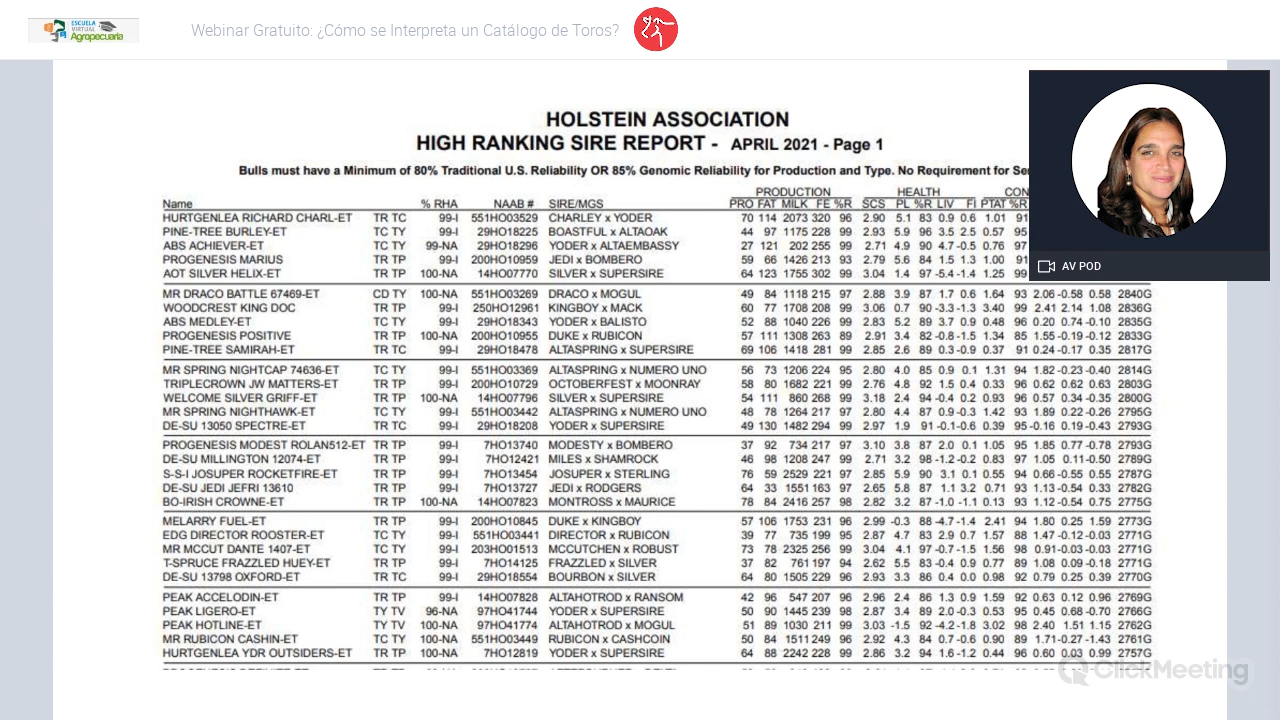 ESCUELA
VIRTUAL
Agropecuaria
Webinar Gratuito: ¿Cómo se Interpreta un Catálogo de Toros?
HOLSTEIN ASSOCIATION
HIGH RANKING SIRE REPORT - APRIL 2021 - Page 1
Bulls must have a Minimum of 80% Traditional U.S. Reliability OR 85% Genomic Reliability for Production and Type. No Requirement for Ser
PRODUCTION HEALTH CON
Name % RHA NAAB # SIRE/MGS PRO FAT MILK FE %R SCS PL %R LIV FI PTAT %R
HURTGENLEA RICHARD CHARL-ET TR TC 99-I 551HO03529 CHARLEY x YODER 70 114 2073 320 96 2.90 5.1 83 0.9 0.6 1.01 91
PINE-TREE BURLEY-ET TC TY 99-I 29HO18225 BOASTFUL x ALTAOAK 44 97 1175 228 99 2.93 5.9 96 3.5 2.5 0.57 95
ABS ACHIEVER-ET TC TY 99-NA 29HO18296 YODER x ALTAEMBASSY 27 121 202 255 99 2.71 4.9 90 4.7 -0.5 0.76 97
PROGENESIS MARIUS TR TP 99-I 200HO10959 JEDI x BOMBERO 59 66 1426 213 93 2.79 5.6 84 1.5 1.3 1.00 91
AOT SILVER HELIX-ET TR TP 100-NA 14HO07770 SILVER x SUPERSIRE 64 123 1755 302 99 3.04 1.4 97 -5.4 -1.4 1.25 99
AV POD
MR DRACO BATTLE 67469-ET CD TY 100-NA 551HO03269 DRACO x MOGUL 49 84 1118 215 97 2.88 3.9 87 1.7 0.6 1.64 93 2.06 -0.58 0.58 2840G
WOODCREST KING DOC TR TP 99-I 250HO12961 KINGBOY x MACK 60 77 1708 208 99 3.06 0.7 90 -3.3 -1.3 3.40 99 2.41 2.14 1.08 2836G
ABS MEDLEY-ET TC TY 99-I 29HO18343 YODER x BALISTO 52 88 1040 226 99 2.83 5.2 89 3.7 0.9 0.48 96 0.20 0.74 -0.10 2835G
PROGENESIS POSITIVE TR TP 100-NA 200HO10955 DUKE x RUBICON 57 111 1308 263 89 2.91 3.4 82 -0.8 -1.5 1.34 85 1.55 -0.19 -0.12 2833G
PINE-TREE SAMIRAH-ET TR TC 99-I 29HO18478 ALTASPRING x SUPERSIRE 69 106 1418 281 99 2.85 2.6 89 0.3 -0.9 0.37 91 0.24 -0.17 0.35 2817G
MR SPRING NIGHTCAP 74636-ET TC TY 99-I 551HO03369 ALTASPRING x NUMERO UNO 56 73 1206 224 95 2.80 4.0 85 0.9 0.1 1.31 94 1.82 -0.23 -0.40 2814G
TRIPLECROWN JW MATTERS-ET TR TP 99-I 200HO10729 OCTOBERFEST x MOONRAY 58 80 1682 221 99 2.76 4.8 92 1.5 0.4 0.33 96 0.62 0.62 0.63 2803G
WELCOME SILVER GRIFF-ET TR TP 100-NA 14HO07796 SILVER x SUPERSIRE 54 111 860 268 99 3.18 2.4 94 -0.4 0.2 0.93 96 0.57 0.34 -0.35 2800G
MR SPRING NIGHTHAWK-ET TC TY 99-I 551HO03442 ALTASPRING x NUMERO UNO 48 78 1264 217 97 2.80 4.4 87 0.9 -0.3 1.42 93 1.89 0.22 -0.26 2795G
DE-SU 13050 SPECTRE-ET TR TC 99-I 29HO18208 YODER x SUPERSIRE 49 130 1482 294 99 2.97 1.9 91 -0.1 -0.6 0.39 95 -0.16 0.19 -0.43 2793G
PROGENESIS MODEST ROLAN512-ET TR TP 99-I 7HO13740 MODESTY x BOMBERO 37 92 734 217 97 3.10 3.8 87 2.0 0.1 1.05 95 1.85 0.77 -0.78 2793G
DE-SU MILLINGTON 12074-ET TR TP 99-I 7HO12421 MILES x SHAMROCK 46 98 1208 247 99 2.71 3.2 98 -1.2 -0.2 0.83 97 1.05 0.11 -0.50 2789G
S-S-I JOSUPER ROCKETFIRE-ET TR TP 99-I 7HO13454 JOSUPER x STERLING 76 59 2529 221 97 2.85 5.9 90 3.1 0.1 0.55 94 0.66 -0.55 0.55 2787G
DE-SU JEDI JEFRI 13610 TR TP 99-I 7HO13727 JEDI x RODGERS 64 33 1551 163 97 2.65 5.8 87 1.1 3.2 0.71 93 1.13 -0.54 0.33 2782G
BO-IRISH CROWNE-ET TR TP 100-NA 14HO07823 MONTROSS x MAURICE 78 84 2416 257 98 2.82 3.2 87 -1.0 -1.1 0.13 93 1.12 -0.54 0.75 2775G
MELARRY FUEL-ET TR TP 99-I 200HO10845 DUKE x KINGBOY 57 106 1753 231 96 2.99 -0.3 88 -4.7 -1.4 2.41 94 1.80 0.25 1.59 2773G
EDG DIRECTOR ROOSTER-ET TC TY 99-I 551HO03441 DIRECTOR x RUBICON 39 77 735 199 95 2.87 4.7 83 2.9 0.7 1.57 88 1.47 -0.12 -0.03 2771G
MR MCCUT DANTE 1407-ET TC TY 99-I 203HO01513 MCCUTCHEN x ROBUST 73 78 2325 256 99 3.04 4.1 97 -0.7 -1.5 1.56 98 0.91 -0.03 -0.03 2771G
T-SPRUCE FRAZZLED HUEY-ET TR TP 99-I 7HO14125 FRAZZLED x SILVER 37 82 761 197 94 2.62 5.5 83 -0.4 0.9 0.77 89 1.08 0.09 -0.18 2771G
DE-SU 13798 OXFORD-ET TR TC 99-I 29HO18554 BOURBON x SILVER 64 80 1505 229 96 2.93 3.3 86 0.4 0.0 0.98 92 0.79 0.25 0.39 2770G
PEAK ACCELODIN-ET TR TP 99-I 14HO07828 ALTAHOTROD x RANSOM 42 96 547 207 96 2.96 2.4 86 1.3 0.9 1.59 92 0.63 0.12 0.96 2769G
PEAK LIGERO-ET TY TV 96-NA 97HO41744 YODER x SUPERSIRE 50 90 1445 239 98 2.87 3.4 89 2.0 -0.3 0.53 95 0.45 0.68 -0.70 2766G
PEAK HOTLINE-ET TY TV 100-NA 97HO41774 ALTAHOTROD x MOGUL 51 89 1030 211 99 3.03 -1.5 92 -4.2 -1.8 3.02 98 2.40 1.51 1.15 2762G
MR RUBICON CASHIN-ET TC TY 100-NA 551HO03449 RUBICON x CASHCOIN 50 84 1511 249 96 2.92 4.3 84 0.7 -0.6 0.90 89 1.71 -0.27 -1.43 2761G
HURTGENLEA YDR OUTSIDERS-ET TR TP 100-NA 7HO12819 YODER x SUPERSIRE 64 88 2242 228 99 2.86 3.2 94 1.6 -1.2 0.44 96 0.60 0.03 0.99 2757G
ClickMeeting